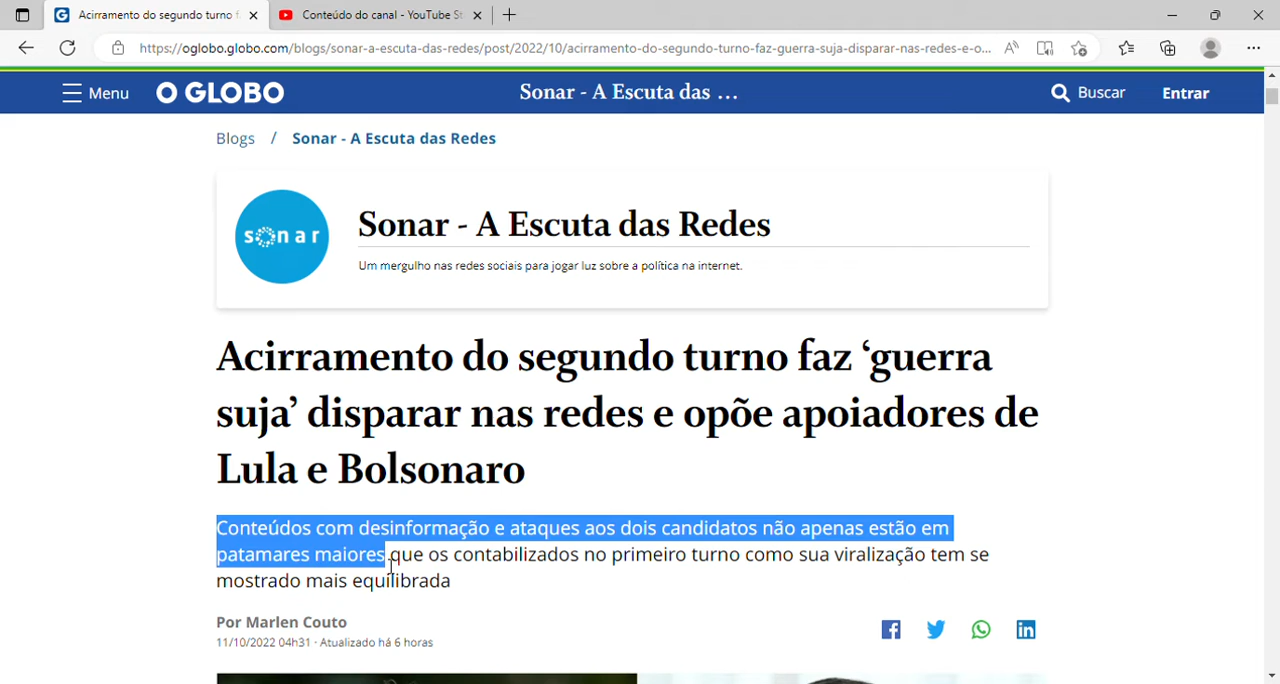 Acirramento do segundo turno f
Conteúdo do canal - YouTube St
https://oglobo.globo.com/blogs/sonar-a-escuta-das-redes/post/2022/10/acirramento-do-segundo-turno-faz-guerra-suja-disparar-nas-redes-e-o...
Menu
O GLOBO
Sonar - A Escuta das ...
Buscar
Entrar
Blogs / Sonar - A Escuta das Redes
sonar
Sonar - A Escuta das Redes
Um mergulho nas redes sociais para jogar luz sobre a política na internet.
Acirramento do segundo turno faz ‘guerra
suja’ disparar nas redes e opõe apoiadores de
Lula e Bolsonaro
Conteúdos com desinformação e ataques aos dois candidatos não apenas estão em
patamares maiores que os contabilizados no primeiro turno como sua viralização tem se
mostrado mais equilibrada
Por Marlen Couto
11/10/2022 04h31 · Atualizado há 6 horas